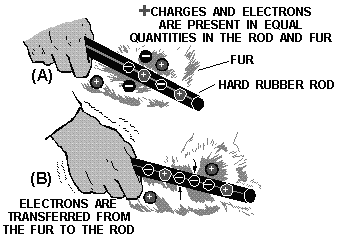 +CHARGES AND ELECTRONS
ARE PRESENT IN EQUAL
QUANTITIES IN THE ROD AND FUR
FUR
(A)
HARD RUBBER ROD
(B)
ELECTRONS ARE
TRANSFERRED FROM
THE FUR TO THE ROD